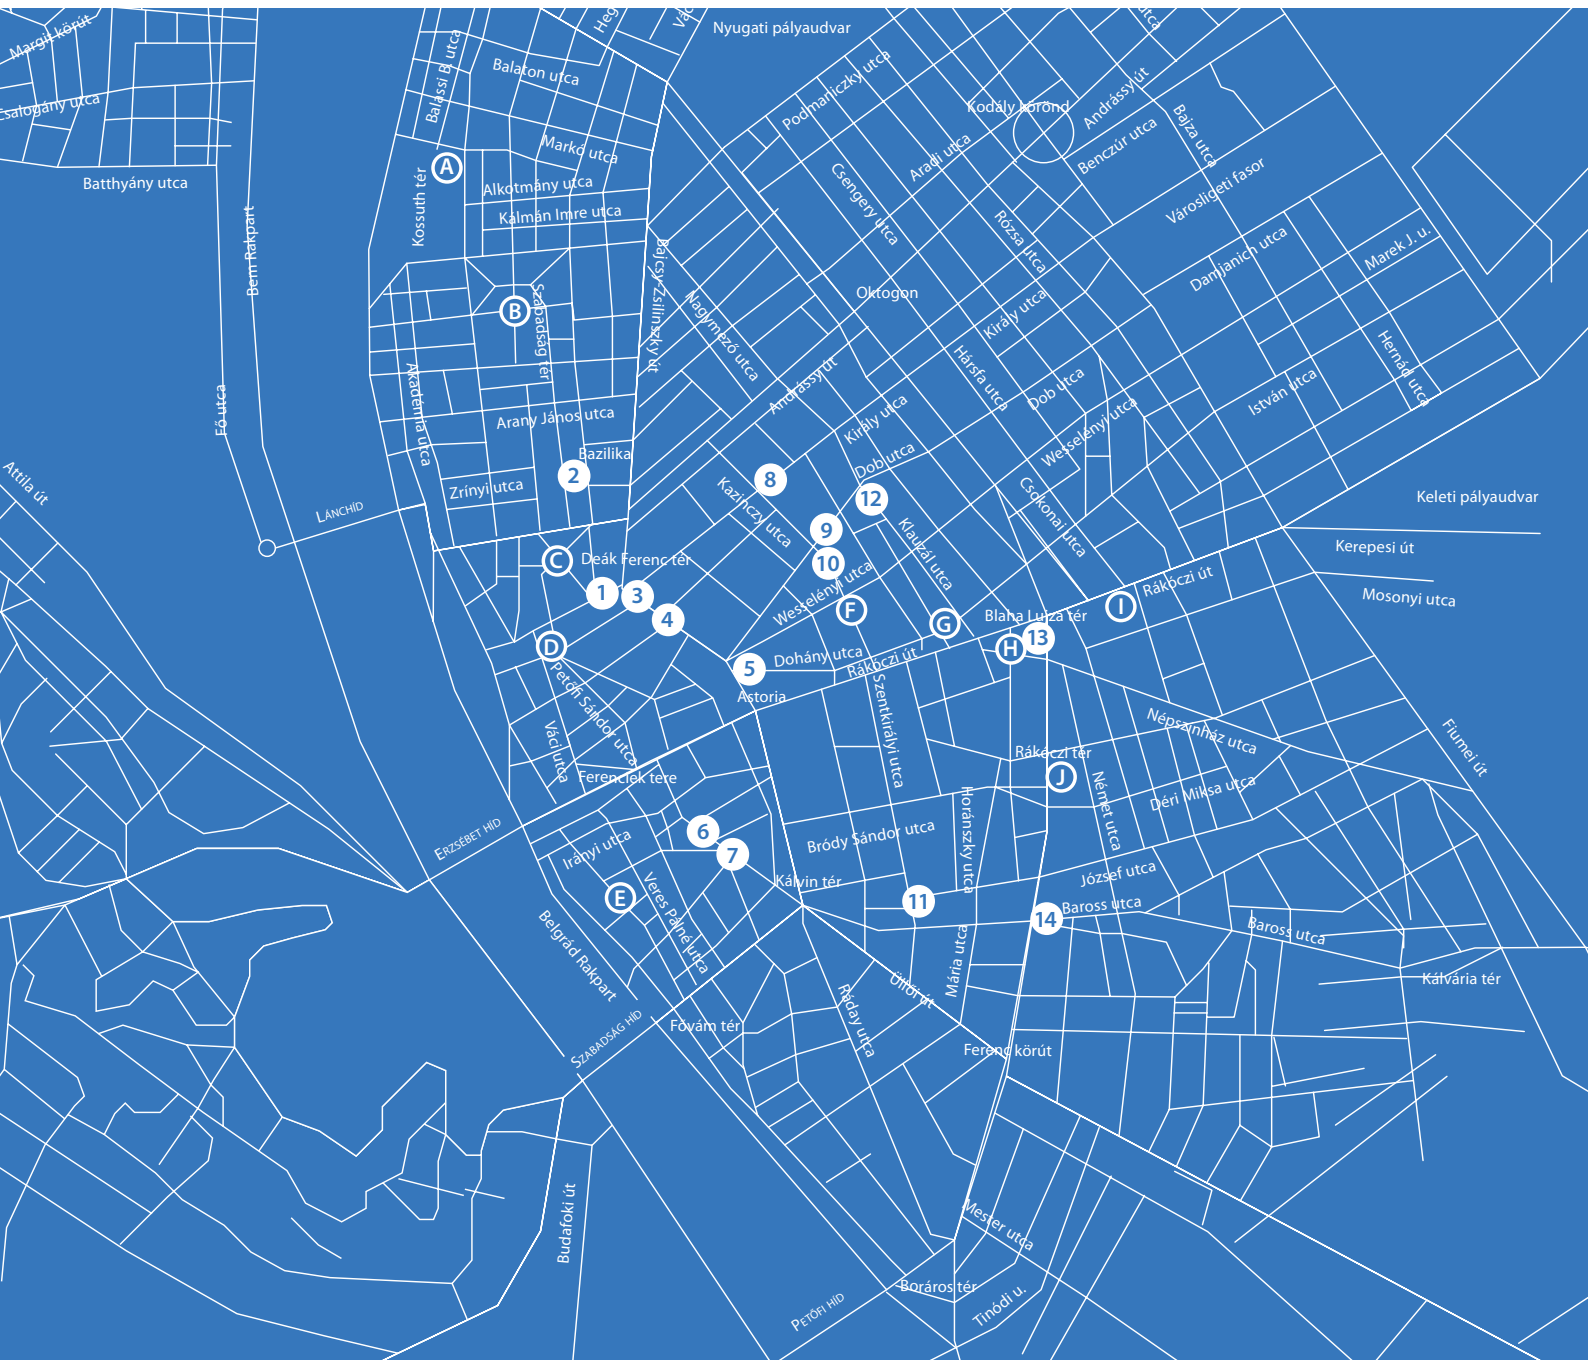 Margit körút
Csalogány utca
Batthyány utca
Bem Rakpart
Fő utca
Attila út
LÁNCHÍD
Balassi B. utca
Balaton utca
Markó utca
A
Kossuth tér
Alkotmány utca
Kálmán Imre utca
B
Szabadság tér
Bajcsy-Zsilinszky út
Akadémia utca
Arany János utca
Bazilika
2
Zrínyi utca
Nyugati pályaudvar
Podmaniczky utca
Kodály körönd
Andrássy út
Benczúr utca
Bajza utca
Városligeti fasor
Aradi utca
Csengery utca
Rózsa utca
Damjanich utca
Marek J. u.
Oktogon
Nagymező utca
Király utca
Hársfa utca
Dob utca
Hernád utca
István utca
Andrássy út
Király utca
Wesselényi utca
Dob utca
8
12
Kazinczy utca
9
10
Klauzál utca
Csokonai utca
Keleti pályaudvar
Kerepesi út
Mosonyi utca
C
Deák Ferenc tér
1
3
4
Wesselényi utca
F
G
Blaha Lujza tér
I
Rákóczi út
H
13
D
5
Dohány utca
Rákóczi út
Astoria
Petőfi Sándor utca
Váci utca
Ferenciek tere
Szentkirályi utca
Népszínház utca
Rákóczi tér
J
Német utca
Déri Miksa utca
Fiumei út
Horánszky utca
Bródy Sándor utca
ERZSÉBET HÍD
6
7
Irányi utca
Kálvin tér
E
Veres Pálné utca
Belgrád Rakpart
11
József utca
14
Baross utca
Baross utca
Kálvária tér
Mária utca
Üllői út
Ráday utca
SZABADSÁG HÍD
Fővám tér
Ferenc körút
Budafoki út
Mester utca
Boráros tér
Tinódi u.
PETŐFI HÍD